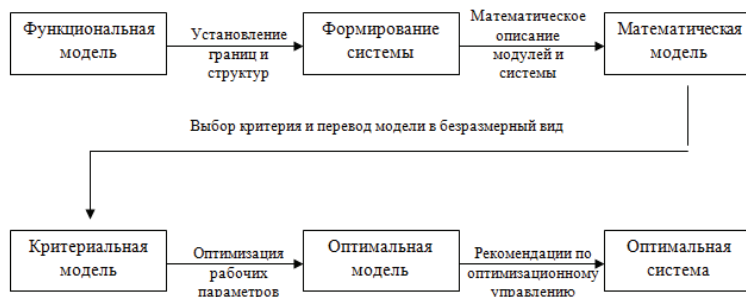 Функциональная
модель
Установление
границ и
структур
Формирование
системы
Математическое
описание
модулей и
системы
Математическая
модель
Выбор критерия и перевод модели в безразмерный вид
Критериальная
модель
Оптимизация
рабочих
параметров
Оптимальная
модель
Рекомендации по
оптимизационному
управлению
Оптимальная
система